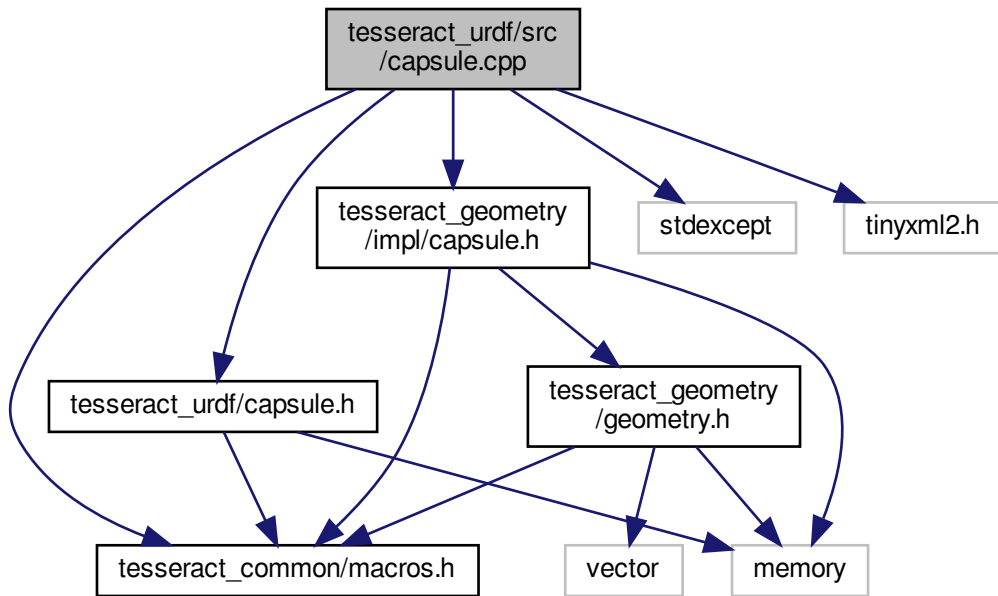 tesseract_urdf/src
/capsule.cpp
tesseract_geometry
/impl/capsule.h
stdexcept
tinyxml2.h
tesseract_urdf/capsule.h
tesseract_geometry
/geometry.h
tesseract_common/macros.h
vector
memory